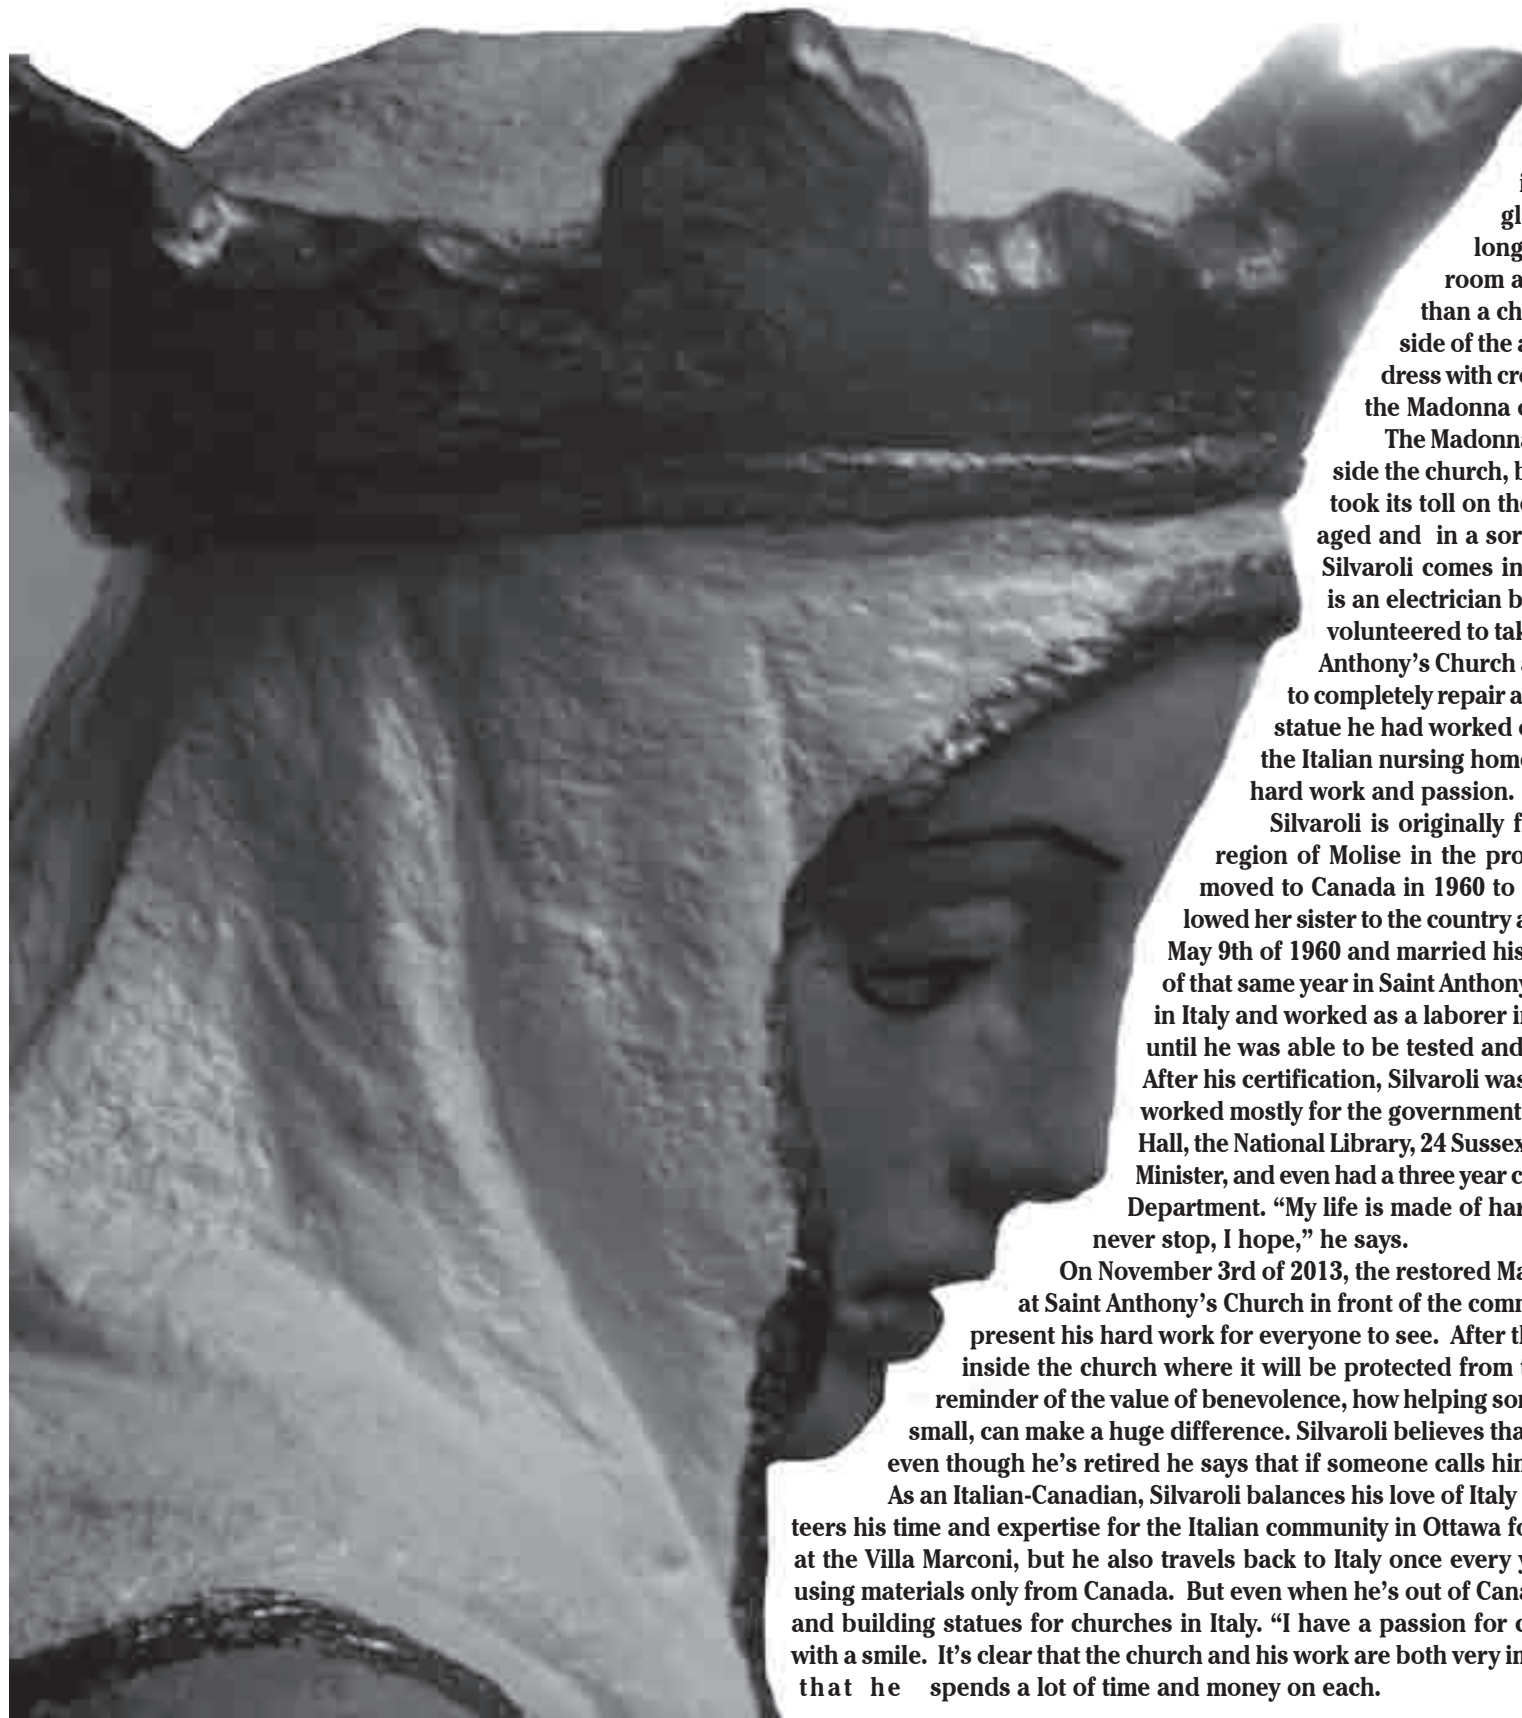 gl
long
room a
than a ch
side of the a
dress with cr
the Madonna
The Madonna
side the church, b
took its toll on the
aged and in a sor
Silvaroli comes in
is an electrician b
volunteered to tak
Anthony's Church
to completely repair a
statue he had worked
the Italian nursing home
hard work and passion.
Silvaroli is originally f
region of Molise in the pro
moved to Canada in 1960 to
lowed her sister to the country a
May 9th of 1960 and married his
of that same year in Saint Anthony
in Italy and worked as a laborer in
until he was able to be tested and
After his certification, Silvaroli was
worked mostly for the government
Hall, the National Library, 24 Sussex
Minister, and even had a three year c
Department. “My life is made of har
never stop, I hope,” he says.
On November 3rd of 2013, the restored Ma
at Saint Anthony’s Church in front of the comm
present his hard work for everyone to see. After th
inside the church where it will be protected from t
reminder of the value of benevolence, how helping som
small, can make a huge difference. Silvaroli believes tha
even though he’s retired he says that if someone calls him
As an Italian-Canadian, Silvaroli balances his love of Italy
teers his time and expertise for the Italian community in Ottawa fo
at the Villa Marconi, but he also travels back to Italy once every y
using materials only from Canada. But even when he’s out of Cana
and building statues for churches in Italy. “I have a passion for c
with a smile. It’s clear that the church and his work are both very im
that he spends a lot of time and money on each.